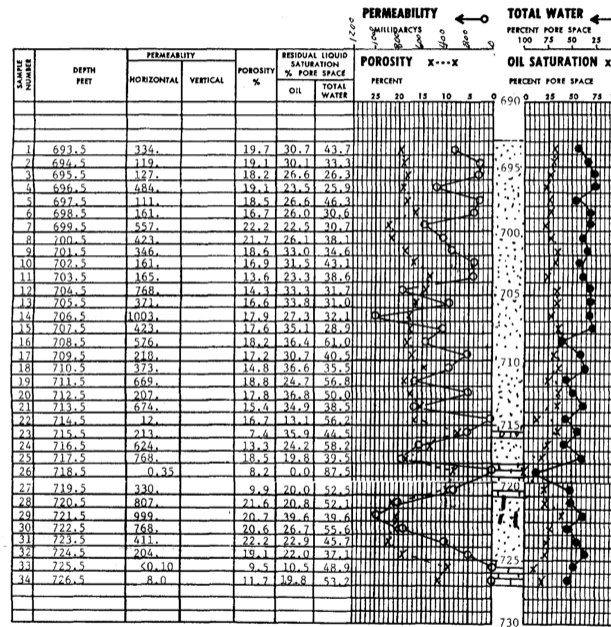 PERMEABILITY TOTAL WATER
MILLIDARCYS PERCENT PORE SPACE
1200 1000 800 600 400 200 0 100 75 50 25
POROSITY x---x OIL SATURATION x
PERCENT PERCENT PORE SPACE
25 20 15 10 5 0 0 25 50 75
SAMPLE NUMBER DEPTH FEET PERMEABLITY HORIZONTAL VERTICAL POROSITY % RESIDUAL LIQUID SATURATION % PORE SPACE OIL TOTAL WATER
690
1 693.5 334. 19.7 30.7 43.7
2 694.5 119. 19.1 30.1 33.3
695
3 695.5 127. 18.2 26.6 26.3
4 696.5 484. 19.1 23.5 25.9
5 697.5 111. 18.5 26.6 46.3
6 698.5 161. 16.7 26.0 30.6
7 699.5 557. 22.2 22.5 30.7
700
8 700.5 423. 21.7 26.1 38.1
9 701.5 346. 18.6 33.0 34.6
10 702.5 161. 16.9 31.5 43.1
11 703.5 165. 13.6 23.3 38.6
12 704.5 768. 14.3 33.3 31.7
705
13 705.5 371. 16.6 33.8 31.0
14 706.5 1003. 17.9 27.3 32.1
15 707.5 423. 17.6 35.1 28.9
16 708.5 576. 18.2 36.4 61.0
17 709.5 218. 17.2 30.7 40.5
710
18 710.5 373. 14.8 36.6 35.5
19 711.5 669. 18.8 24.7 56.8
20 712.5 207. 17.8 36.8 50.0
21 713.5 674. 15.4 34.9 38.5
22 714.5 12. 16.7 13.1 56.2
715
23 715.5 213. 7.4 35.9 44.5
24 716.5 624. 13.3 24.2 58.2
25 717.5 768. 18.5 19.8 39.5
26 718.5 0.35 8.2 0.0 87.5
27 719.5 330. 9.9 20.0 52.5
720
28 720.5 807. 21.6 20.8 52.1
29 721.5 999. 20.7 19.6 39.6
30 722.5 768. 20.6 26.7 55.6
31 723.5 411. 22.2 22.9 45.7
32 724.5 204. 19.1 22.0 37.1
725
33 725.5 <0.10 9.5 10.5 48.9
34 726.5 8.0 11.7 19.8 53.2
730